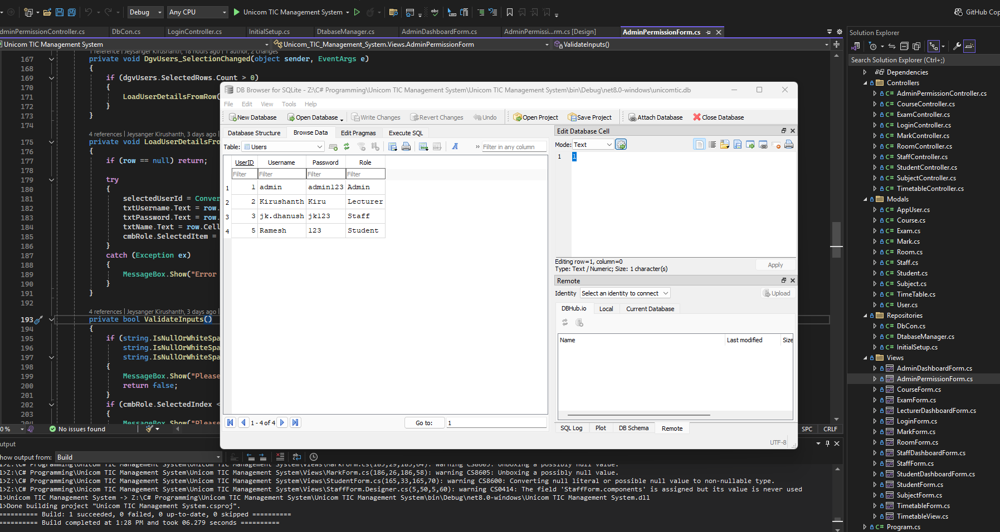 Debug
Any CPU
Unicom TIC Management System
GitHub Cop
dminPermissionController.cs
DbCon.cs
LoginController.cs
InitialSetup.cs
DtabaseManager.cs
AdminDashboardForm.cs
AdminPermissi...rm.cs [Design]
AdminPermissionForm.cs
Unicom TIC Management System
Unicom_TIC_Management_System.Views.AdminPermissionForm
ValidateInputs()
1 reference | Jeysanger Kirushanth, 18 hours ago | 1 author, 2 changes
167 private void DgvUsers_SelectionChanged(object sender, EventArgs e)
168 {
169 if (dgvUsers.SelectedRows.Count > 0)
170 {
171 LoadUserDetailsFromRow(
172 }
173 }
174
4 references | Jeysanger Kirushanth, 3 days ago |
175 private void LoadUserDetailsFro
176 {
177 if (row == null) return;
178
179 try
180 {
181 selectedUserId = Conver
182 txtUsername.Text = row.
183 txtPassword.Text = row.
184 txtName.Text = row.Cell
185 cmbRole.SelectedItem =
186 }
187 catch (Exception ex)
188 {
189 MessageBox.Show("Error
190 }
191 }
192
4 references | Jeysanger Kirushanth, 3 days ago |
193 private bool ValidateInputs()
194 {
195 if (string.IsNullOrWhiteSpa
196 string.IsNullOrWhiteSpa
197 string.IsNullOrWhiteSpa
198 {
199 MessageBox.Show("Please
200 return false;
201 }
202 if (cmbRole.SelectedIndex <
203 {
204 MessageBox.Show("Please
0 %
No issues found
SPC
CRLF
DB Browser for SQLite - Z:\C# Programming\Unicom TIC Management System\Unicom TIC Management System\bin\Debug\net8.0-windows\unicomtic.db
File Edit View Tools Help
New Database Open Database Write Changes Revert Changes Undo Open Project Save Project Attach Database Close Database
Database Structure Browse Data Edit Pragmas Execute SQL
Table: Users
Filter in any column
UserID Username Password Role
Filter Filter Filter Filter
1 1 admin admin123 Admin
2 2 Kirushanth Kiru Lecturer
3 3 jk.dhanush jk123 Staff
4 5 Ramesh 123 Student
1 - 4 of 4
Go to: 1
Edit Database Cell
Mode: Text
1 1
Editing row=1, column=0
Type: Text / Numeric; Size: 1 character(s)
Apply
Remote
Identity Select an identity to connect
Upload
DBHub.io Local Current Database
Name Last modified Size
SQL Log Plot DB Schema Remote
UTF-8
utput
how output from: Build
l>Z:\C# Programming\Unicom TIC Management System\Unicom TIC Management System\Views\MarkForm.cs(185,29,185,64): warning CS8605: Unboxing a possibly null value.
l>Z:\C# Programming\Unicom TIC Management System\Unicom TIC Management System\Views\MarkForm.cs(186,26,186,58): warning CS8605: Unboxing a possibly null value.
l>Z:\C# Programming\Unicom TIC Management System\Unicom TIC Management System\Views\StudentForm.cs(165,33,165,70): warning CS8600: Converting null literal or possible null value to non-nullable type.
l>Z:\C# Programming\Unicom TIC Management System\Unicom TIC Management System\Views\StaffForm.Designer.cs(5,50,5,60): warning CS0414: The field 'StaffForm.components' is assigned but its value is never used
l>Unicom TIC Management System -> Z:\C# Programming\Unicom TIC Management System\Unicom TIC Management System\bin\Debug\net8.0-windows\Unicom TIC Management System.dll
l>Done building project "Unicom TIC Management System.csproj".
========== Build: 1 succeeded, 0 failed, 0 up-to-date, 0 skipped ==========
========== Build completed at 1:28 PM and took 06.279 seconds ==========
Solution Explorer
Search Solution Explorer (Ctrl+;)
Dependencies
Controllers
C# AdminPermissionController.cs
C# CourseController.cs
C# ExamController.cs
C# LoginController.cs
C# MarkController.cs
C# RoomController.cs
C# StaffController.cs
C# StudentController.cs
C# SubjectController.cs
C# TimetableController.cs
Modals
C# AppUser.cs
C# Course.cs
C# Exam.cs
C# Mark.cs
C# Room.cs
C# Staff.cs
C# Student.cs
C# Subject.cs
C# TimeTable.cs
C# User.cs
Repositories
C# DbCon.cs
C# DtabaseManager.cs
C# InitialSetup.cs
Views
AdminDashboardForm.cs
AdminPermissionForm.cs
CourseForm.cs
ExamForm.cs
LecturerDashboardForm.cs
LoginForm.cs
MarkForm.cs
RoomForm.cs
StaffDashboardForm.cs
StaffForm.cs
StudentDashboardForm.cs
StudentForm.cs
SubjectForm.cs
TimetableForm.cs
TimetableView.cs
C# Program.cs